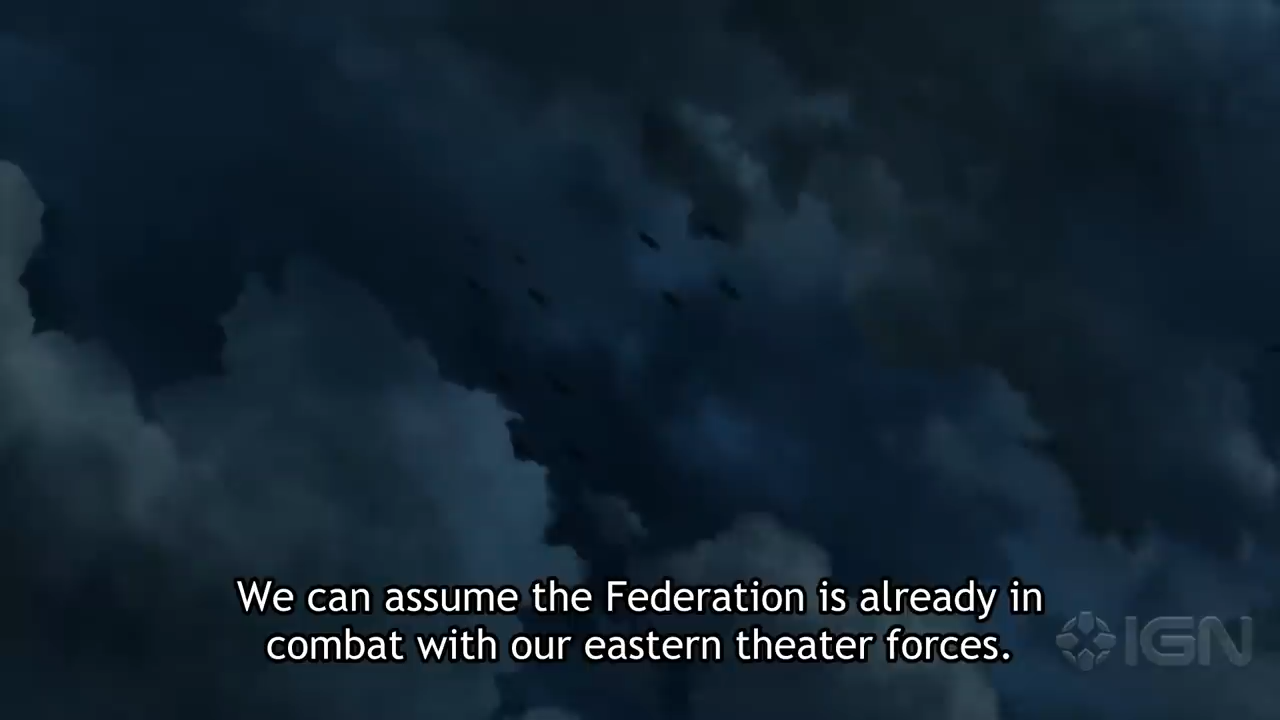 We can assume the Federation is already in
combat with our eastern theater forces.
IGN